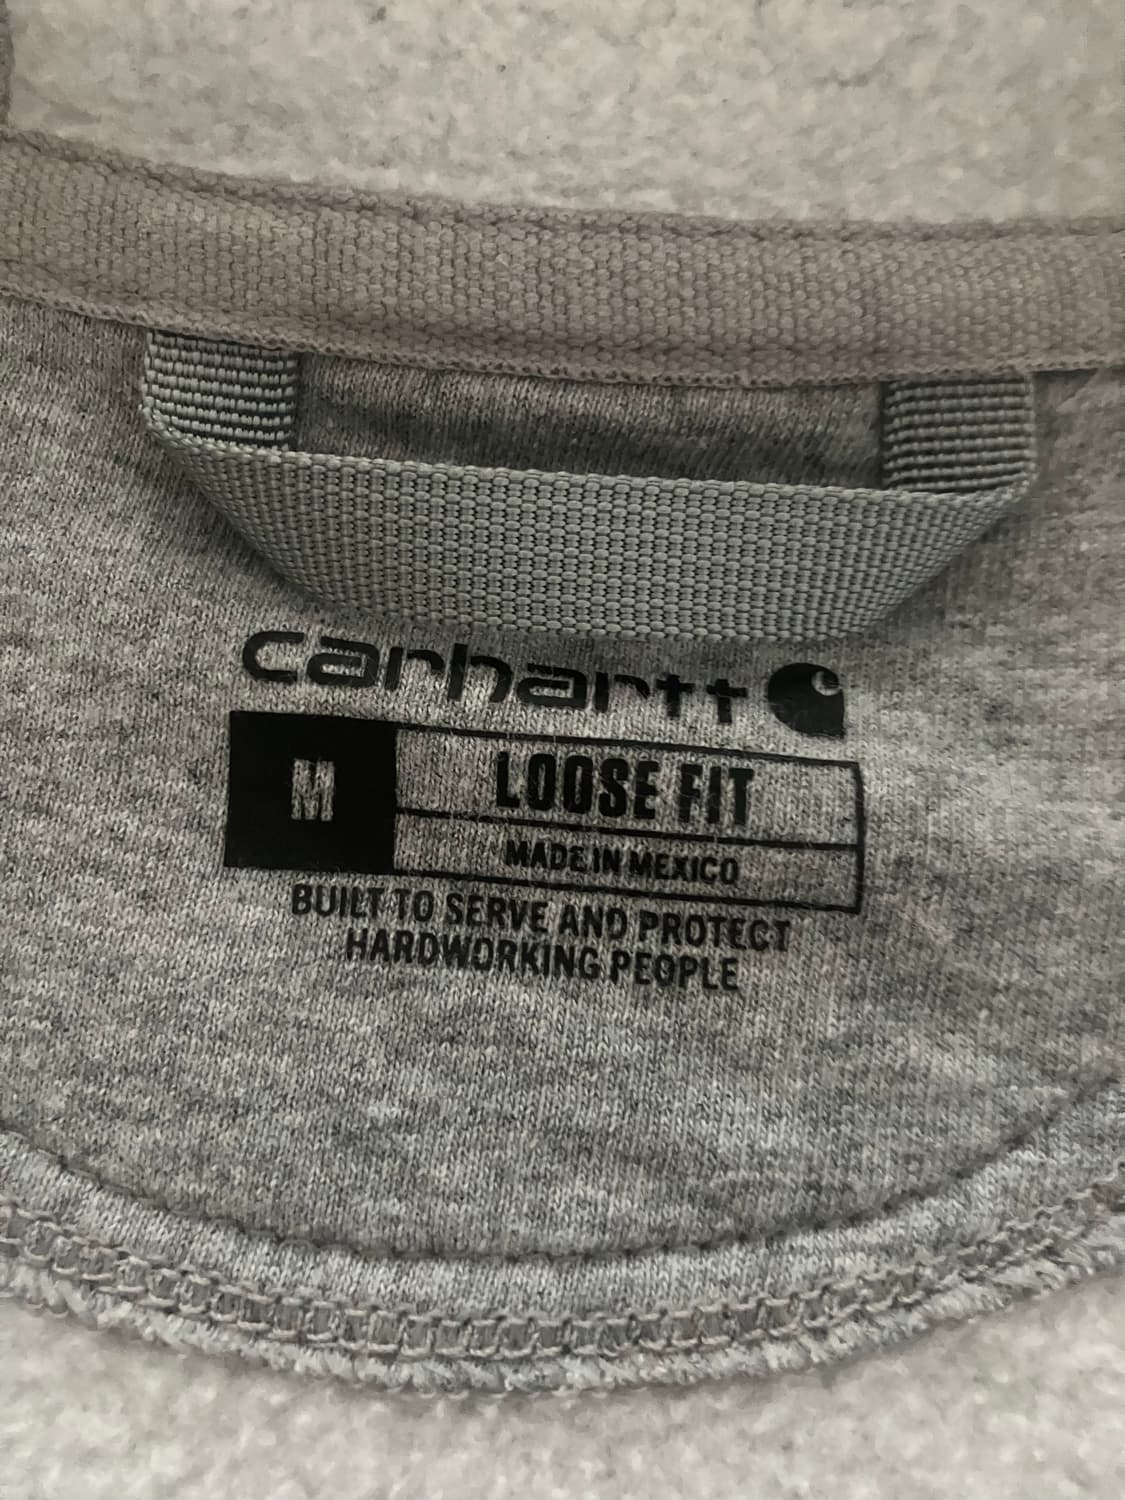 carhartt
M
LOOSE FIT
MADE IN MEXICO
BUILT TO SERVE AND PROTECT
HARDWORKING PEOPLE